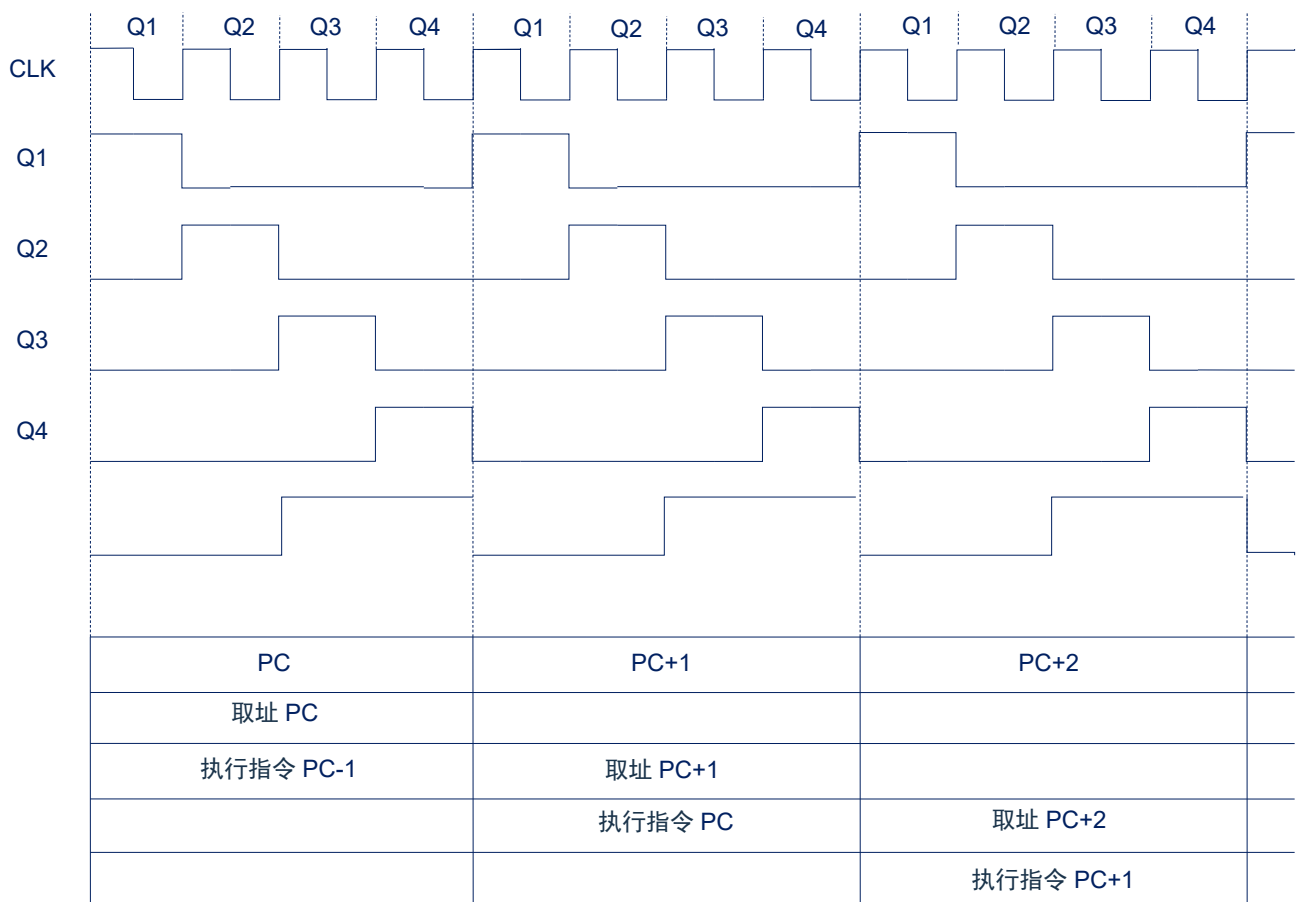 Q1 Q2 Q3 Q4 Q1 Q2 Q3 Q4 Q1 Q2 Q3 Q4
CLK
Q1
Q2
Q3
Q4
PC PC+1 PC+2
取址 PC
执行指令 PC-1 取址 PC+1
执行指令 PC 取址 PC+2
执行指令 PC+1